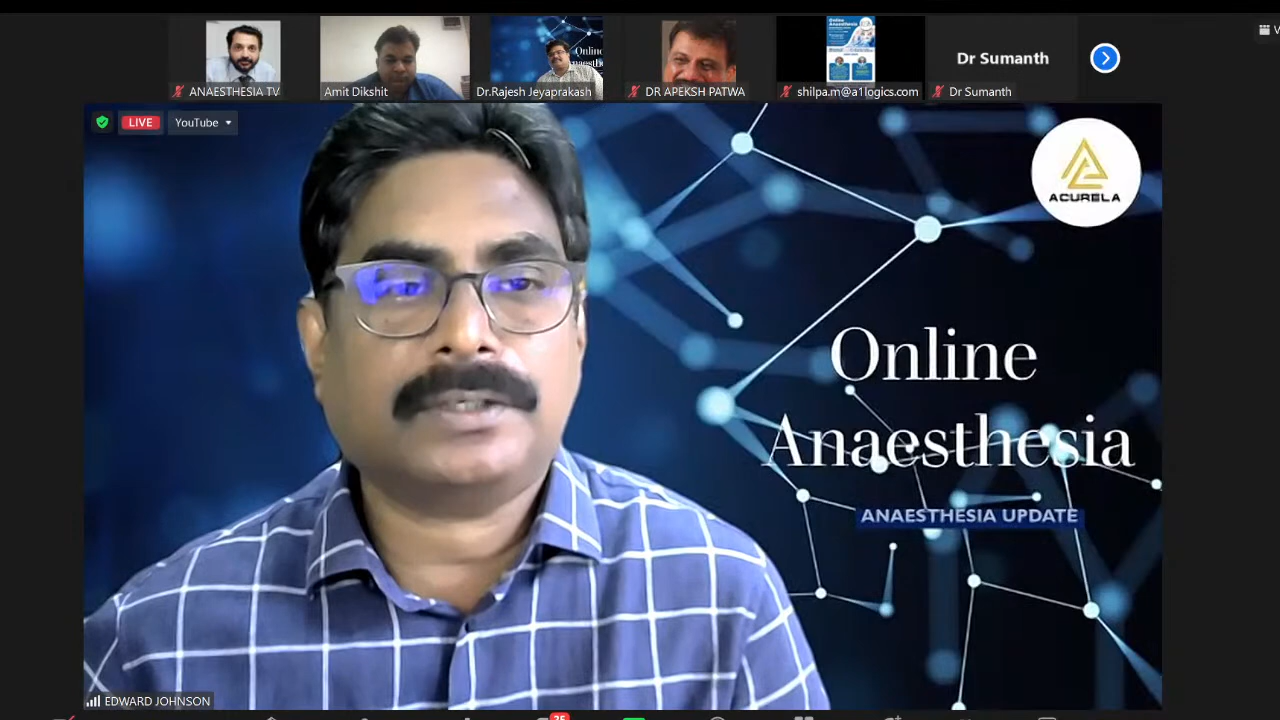 V
Dr Sumanth
ANAESTHESIA TV
Amit Dikshit
Dr.Rajesh Jeyaprakash
DR APEKSH PATWA
shilpa.m@a1logics.com
Dr Sumanth
LIVE
YouTube
ACURELA
Online
Anaesthesia
ANAESTHESIA UPDATE
EDWARD JOHNSON